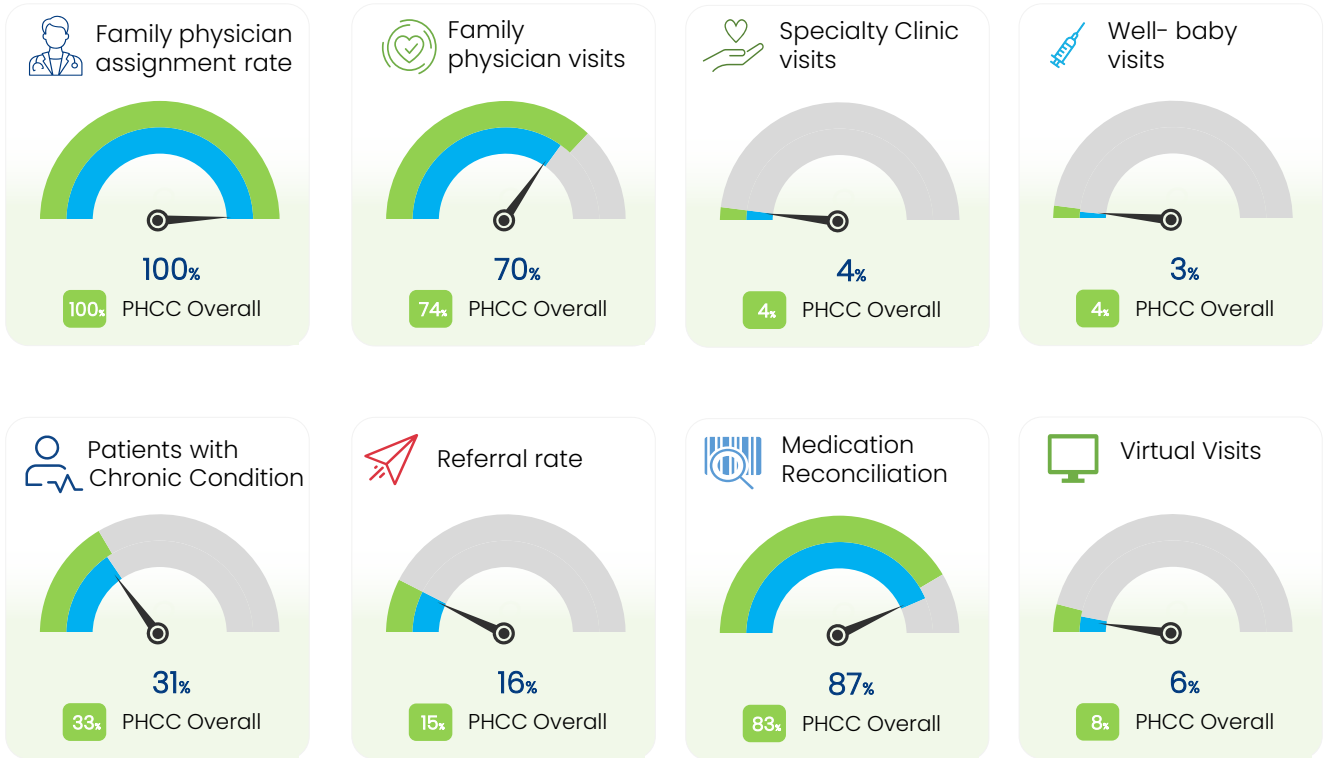 Family physician
assignment rate
100%
100% PHCC Overall
Family
physician visits
70%
74% PHCC Overall
Specialty Clinic
visits
4%
4% PHCC Overall
Well- baby
visits
3%
4% PHCC Overall
Patients with
Chronic Condition
31%
33% PHCC Overall
Referral rate
16%
15% PHCC Overall
Medication
Reconciliation
87%
83% PHCC Overall
Virtual Visits
6%
8% PHCC Overall